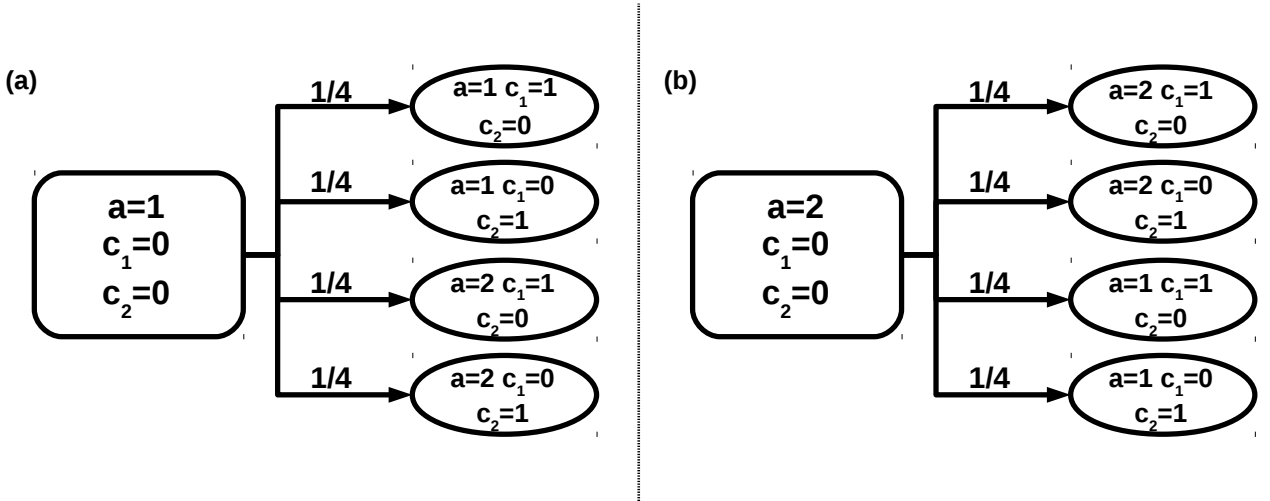 (a)
a=1
c₁=0
c₂=0
1/4
a=1 c₁=1
c₂=0
1/4
a=1 c₁=0
c₂=1
1/4
a=2 c₁=1
c₂=0
1/4
a=2 c₁=0
c₂=1
(b)
a=2
c₁=0
c₂=0
1/4
a=2 c₁=1
c₂=0
1/4
a=2 c₁=0
c₂=1
1/4
a=1 c₁=1
c₂=0
1/4
a=1 c₁=0
c₂=1